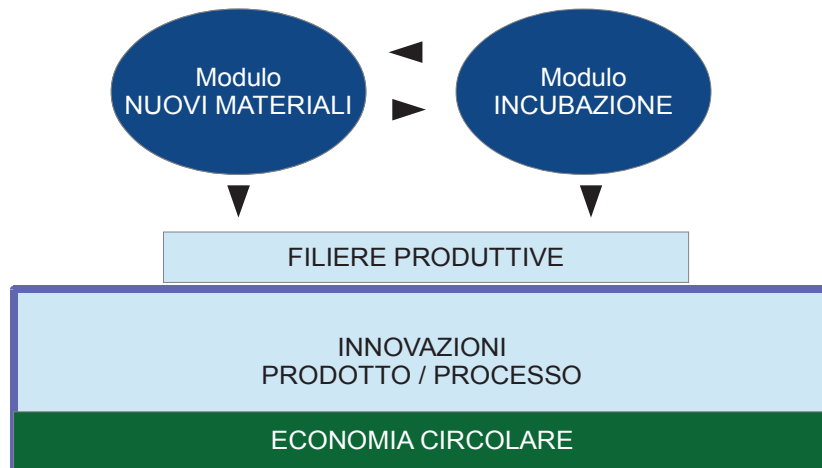 Modulo
NUOVI MATERIALI
Modulo
INCUBAZIONE
FILIERE PRODUTTIVE
INNOVAZIONI
PRODOTTO / PROCESSO
ECONOMIA CIRCOLARE